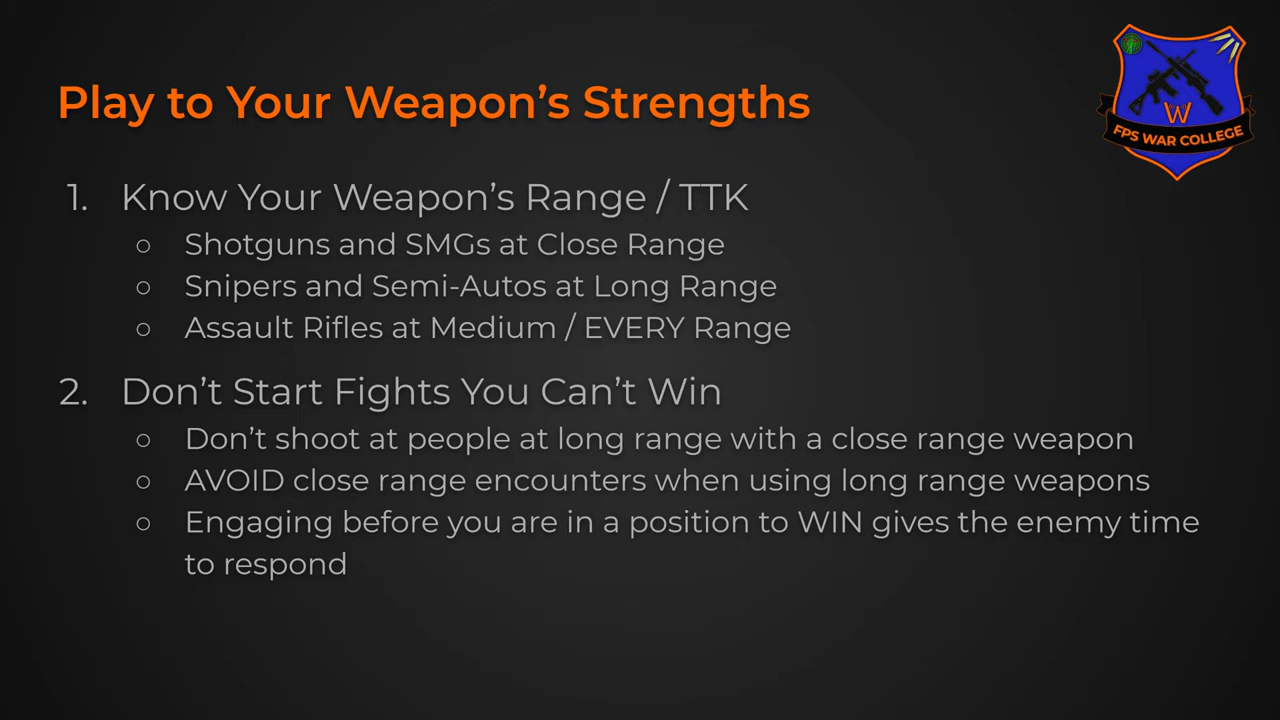 Play to Your Weapon's Strengths
W
FPS WAR COLLEGE
1. Know Your Weapon's Range / TTK
○ Shotguns and SMGs at Close Range
○ Snipers and Semi-Autos at Long Range
○ Assault Rifles at Medium / EVERY Range
2. Don't Start Fights You Can't Win
○ Don't shoot at people at long range with a close range weapon
○ AVOID close range encounters when using long range weapons
○ Engaging before you are in a position to WIN gives the enemy time
to respond